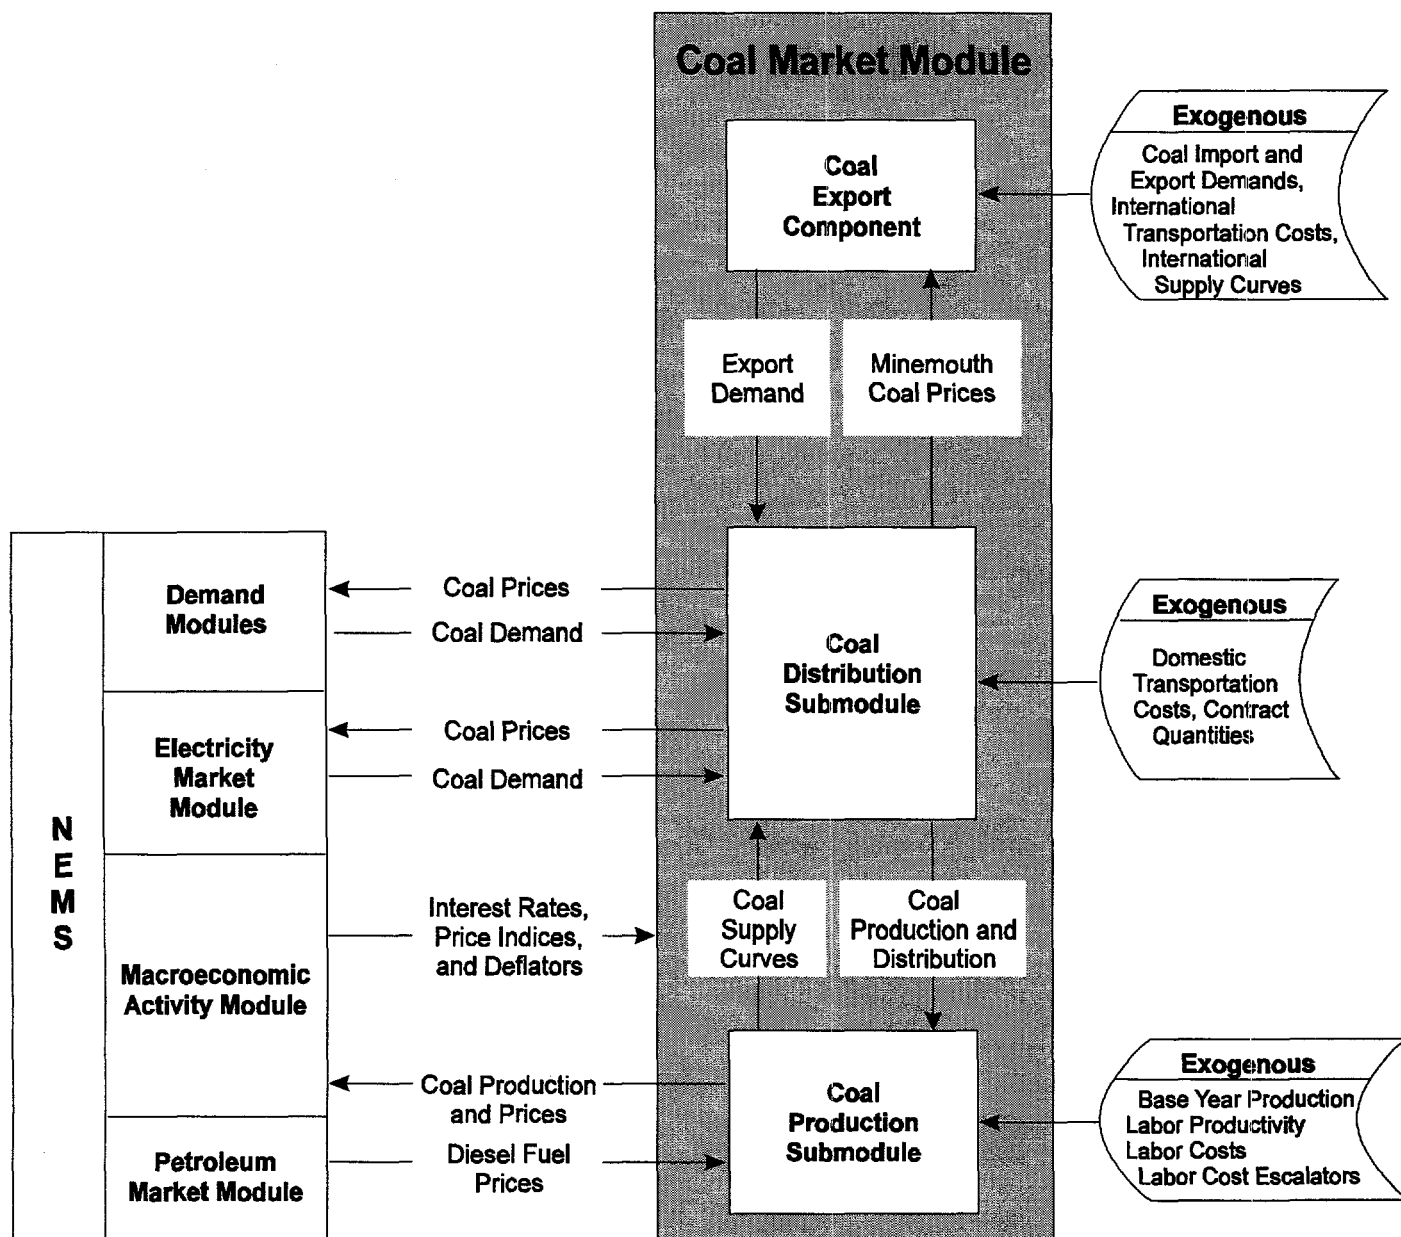 Coal Market Module
Coal
Export
Component
Exogenous
Coal Import and
Export Demands,
International
Transportation Costs,
International
Supply Curves
Export
Demand
Minemouth
Coal Prices
N
E
M
S
Demand
Modules
Coal Prices
Coal Demand
Coal
Distribution
Submodule
Exogenous
Domestic
Transportation
Costs, Contract
Quantities
Electricity
Market
Module
Coal Prices
Coal Demand
Macroeconomic
Activity Module
Interest Rates,
Price Indices,
and Deflators
Coal
Supply
Curves
Coal
Production and
Distribution
Coal Production
and Prices
Coal
Production
Submodule
Exogenous
Base Year Production
Labor Productivity
Labor Costs
Labor Cost Escalators
Petroleum
Market Module
Diesel Fuel
Prices